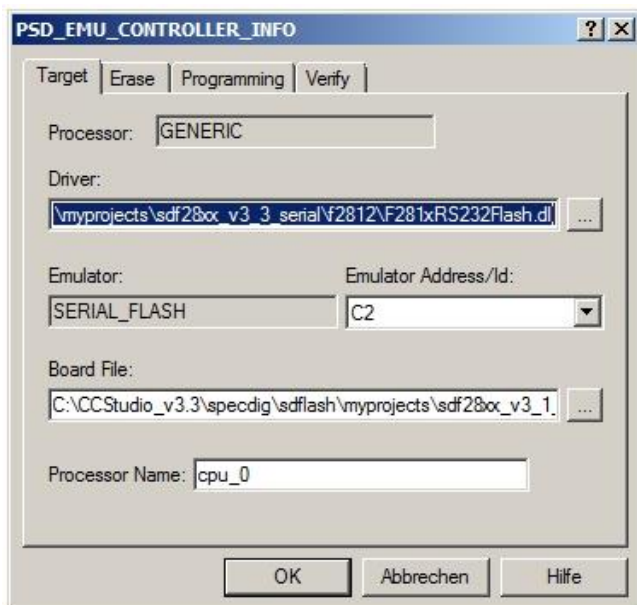 PSD_EMU_CONTROLLER_INFO
Target Erase Programming Verify
Processor: GENERIC
Driver:
\myprojects\sdf28xx_v3_3_serial\f2812\F281xRS232Flash.dl
...
Emulator: Emulator Address/Id:
SERIAL_FLASH C2
Board File:
C:\CCStudio_v3.3\specdig\sdflash\myprojects\sdf28xx_v3_1_
...
Processor Name: cpu_0
OK Abbrechen Hilfe